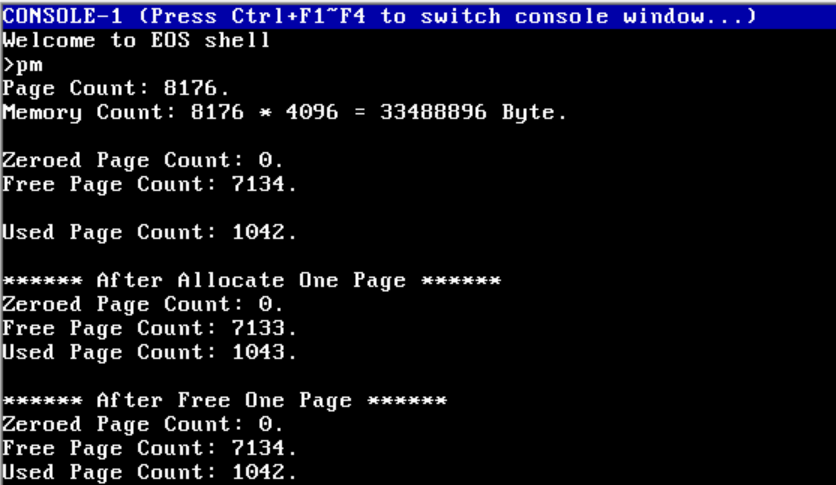 CONSOLE-1 (Press Ctrl+F1~F4 to switch console window...)
Welcome to EOS shell
>pm
Page Count: 8176.
Memory Count: 8176 * 4096 = 33488896 Byte.
Zeroed Page Count: 0.
Free Page Count: 7134.
Used Page Count: 1042.
****** After Allocate One Page ******
Zeroed Page Count: 0.
Free Page Count: 7133.
Used Page Count: 1043.
****** After Free One Page ******
Zeroed Page Count: 0.
Free Page Count: 7134.
Used Page Count: 1042.